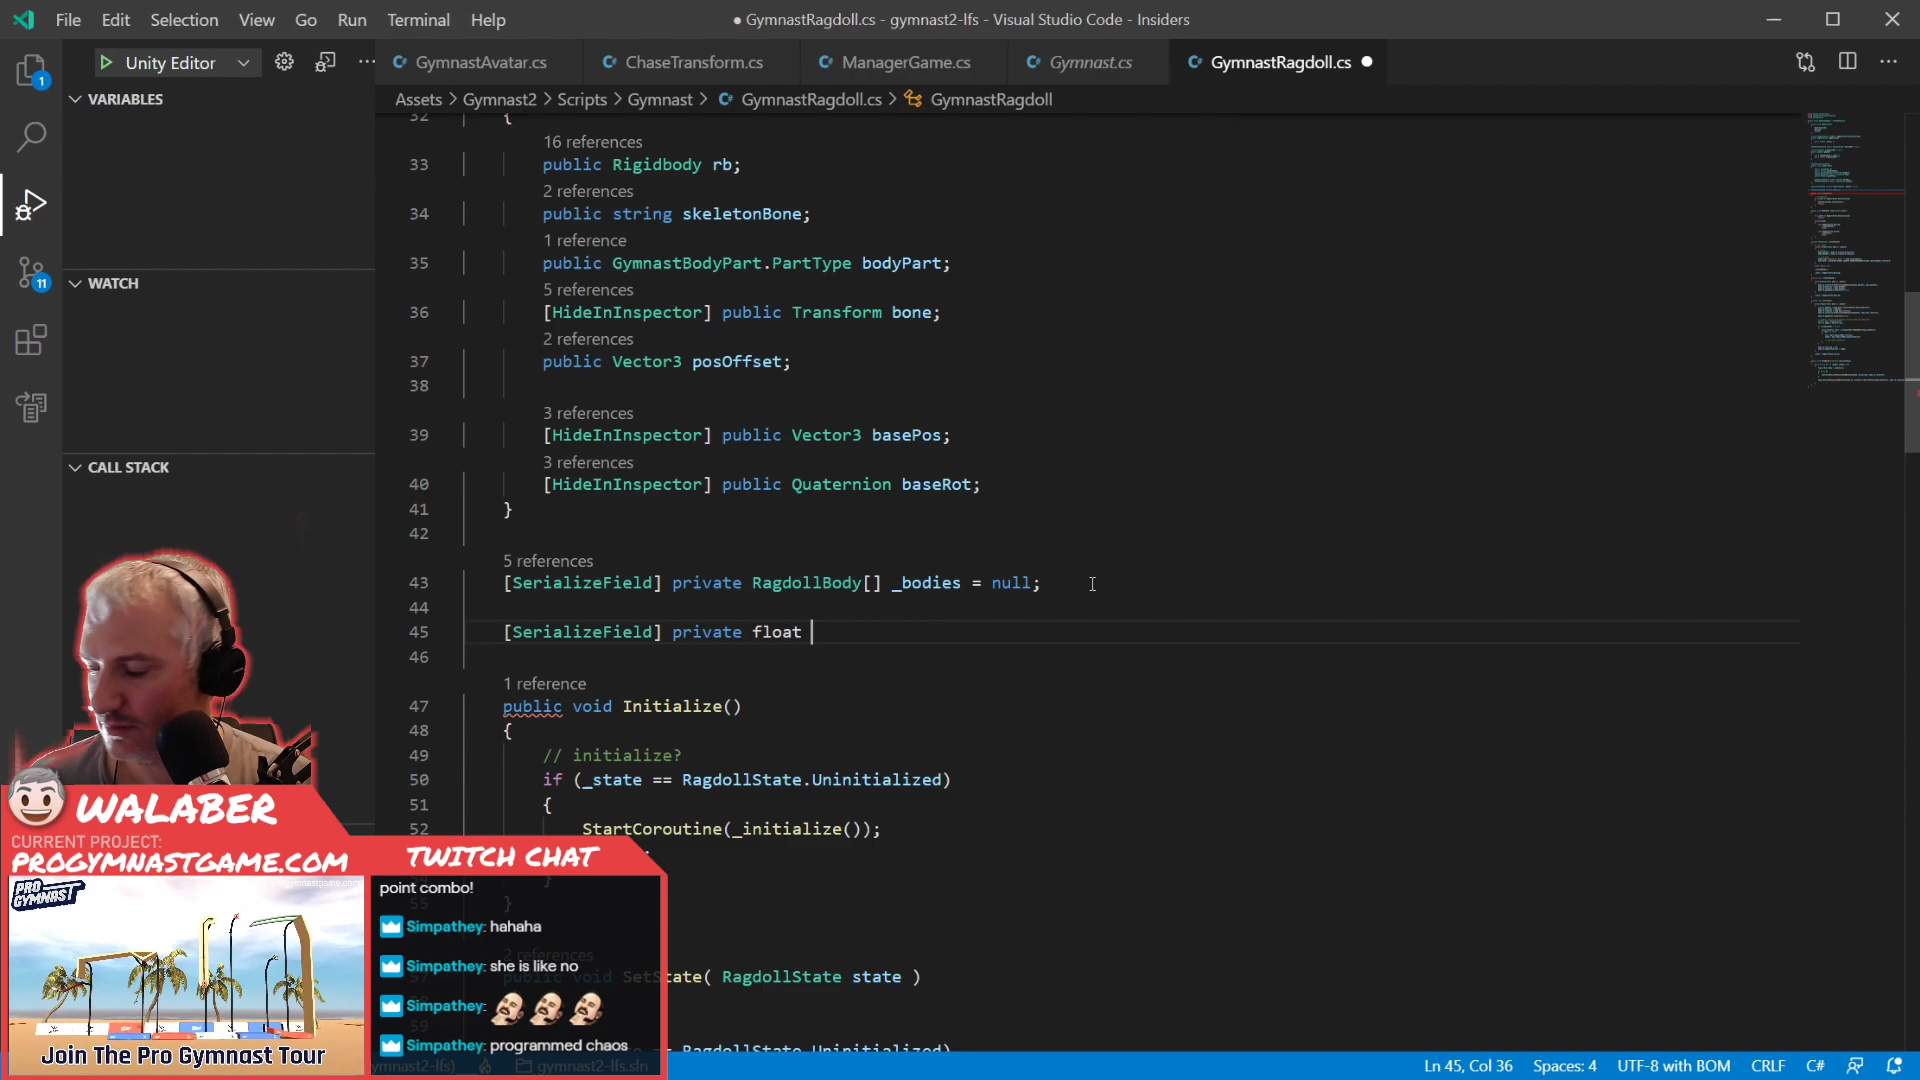 File Edit Selection View Go Run Terminal Help
● GymnastRagdoll.cs - gymnast2-lfs - Visual Studio Code - Insiders
Unity Editor
GymnastAvatar.cs ChaseTransform.cs ManagerGame.cs Gymnast.cs GymnastRagdoll.cs
Assets > Gymnast2 > Scripts > Gymnast > GymnastRagdoll.cs > GymnastRagdoll
VARIABLES
WATCH
CALL STACK
1
11
32 {
16 references
33 public Rigidbody rb;
2 references
34 public string skeletonBone;
1 reference
35 public GymnastBodyPart.PartType bodyPart;
5 references
36 [HideInInspector] public Transform bone;
2 references
37 public Vector3 posOffset;
38
3 references
39 [HideInInspector] public Vector3 basePos;
3 references
40 [HideInInspector] public Quaternion baseRot;
41 }
42
5 references
43 [SerializeField] private RagdollBody[] _bodies = null;
44
45 [SerializeField] private float
46
1 reference
47 public void Initialize()
48 {
49 // initialize?
50 if (_state == RagdollState.Uninitialized)
51 {
52 StartCoroutine(_initialize());
}
55 }
2 references
57 public void SetState( RagdollState state )
59
== RagdollState.Uninitialized)
WALABER
CURRENT PROJECT:
PROGYMNASTGAME.COM
TWITCH CHAT
PRO GYMNAST
Join The Pro Gymnast Tour
point combo!
Simpathey: hahaha
Simpathey: she is like no
Simpathey:
Simpathey: programmed chaos
gymnast2-lfs.sln
Ln 45, Col 36 Spaces: 4 UTF-8 with BOM CRLF C#